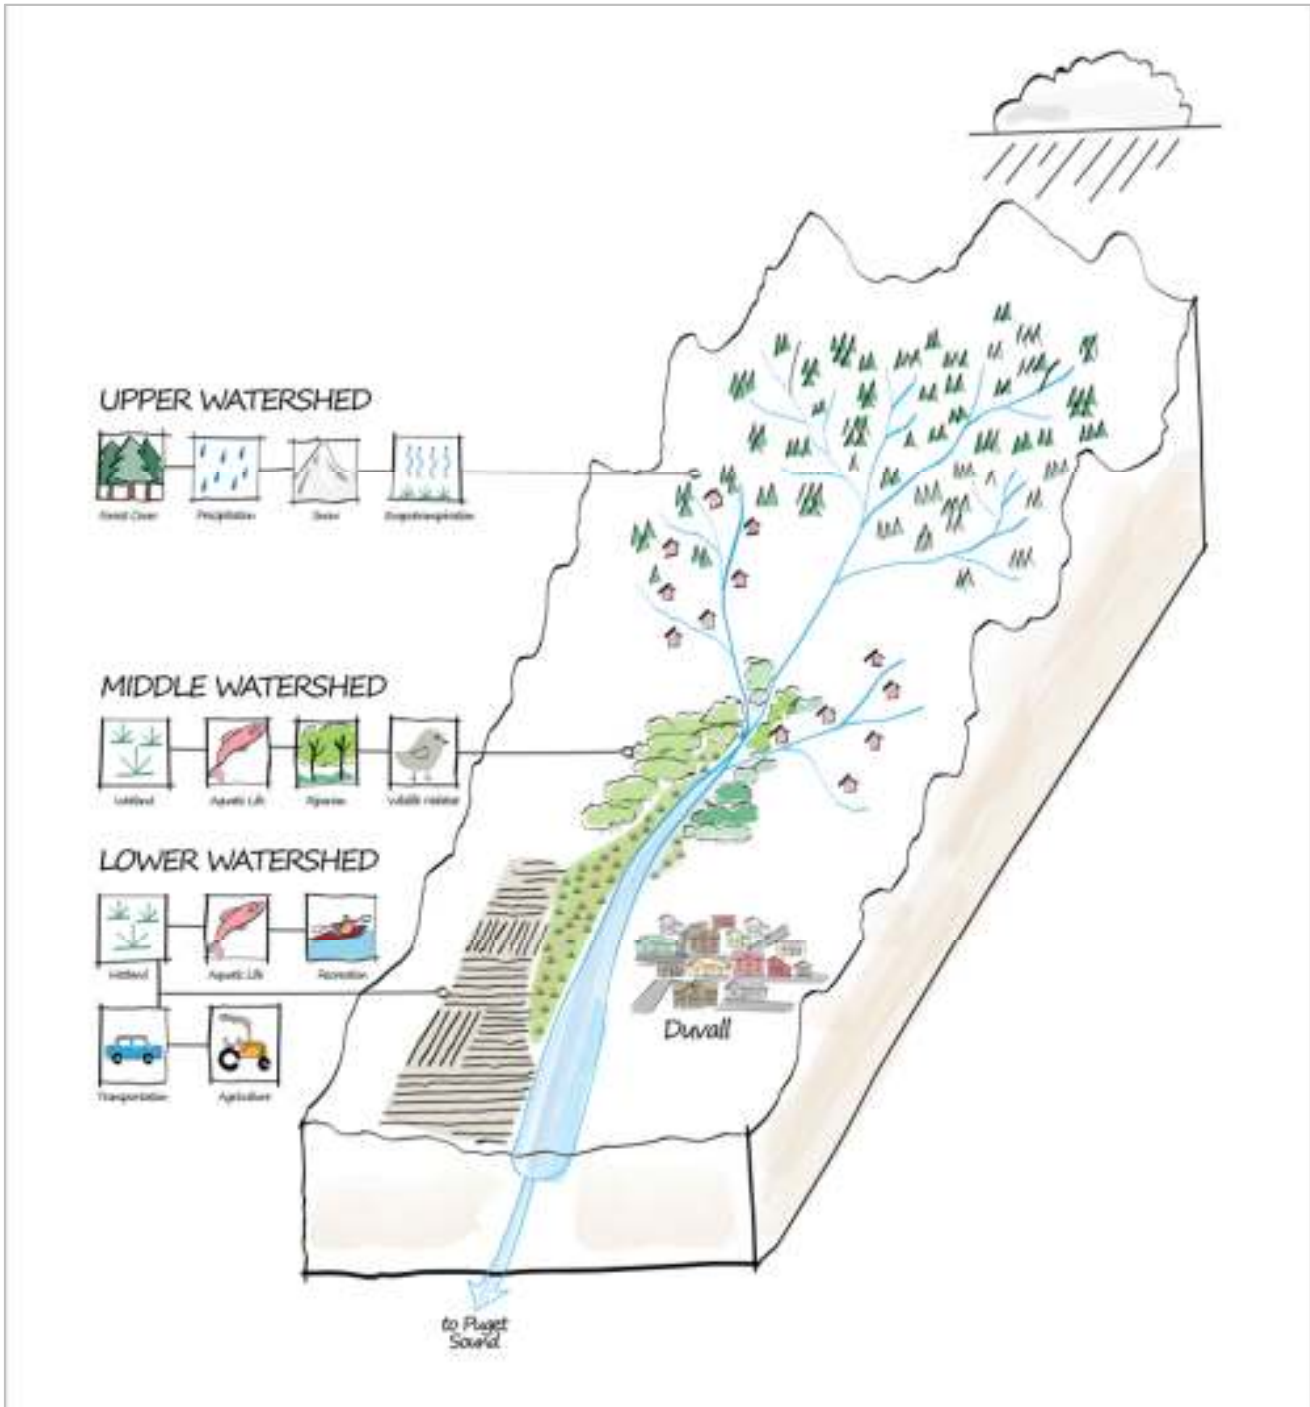 UPPER WATERSHED
Forest Cover
Precipitation
Snow
Evapotranspiration
MIDDLE WATERSHED
Wetland
Aquatic Life
Riparian
Wildlife Habitat
LOWER WATERSHED
Wetland
Aquatic Life
Recreation
Duvall
Transportation
Agriculture
to Puget
Sound